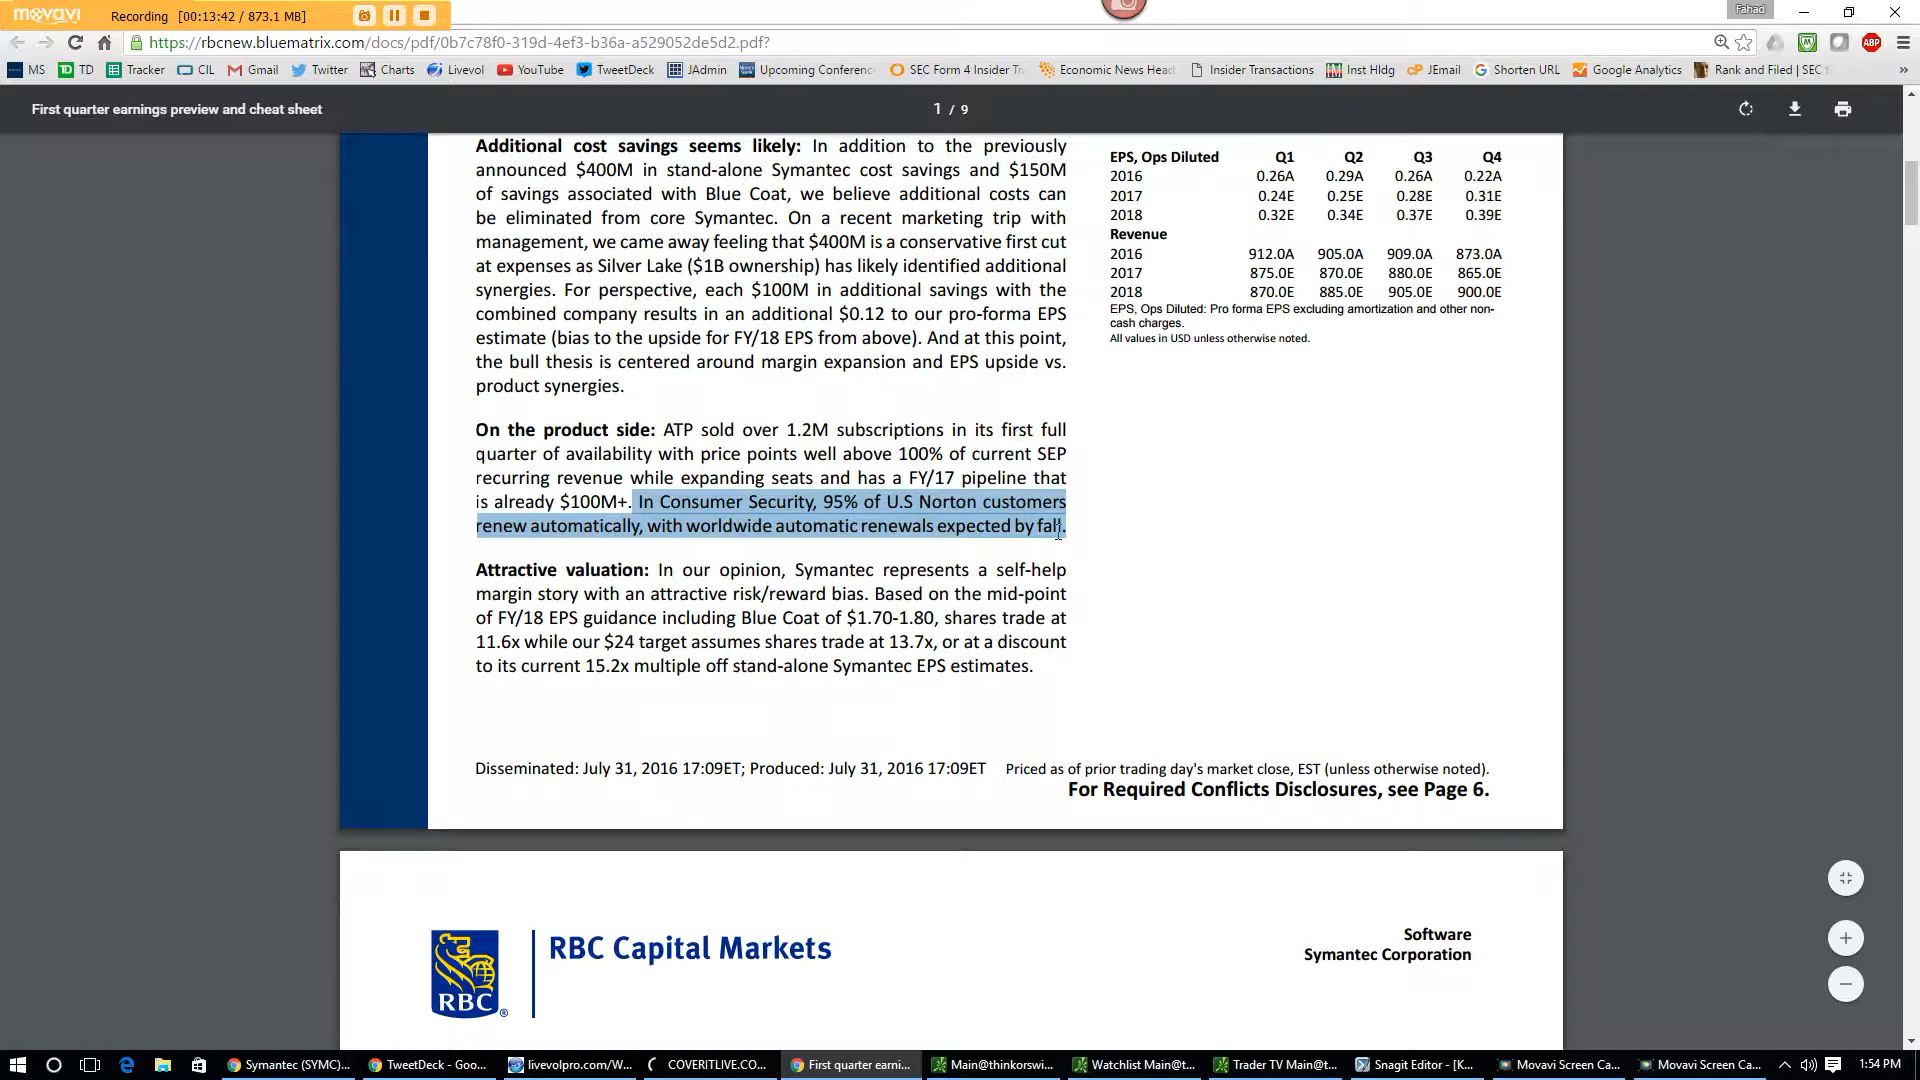 movavi Recording [00:13:42 / 873.1 MB]
Fahad
https://rbcnew.bluematrix.com/docs/pdf/0b7c78f0-319d-4ef3-b36a-a529052de5d2.pdf?
ABP
MS TD Tracker CIL Gmail Twitter Charts Livevol YouTube TweetDeck JAdmin Upcoming Conferenc SEC Form 4 Insider Tr Economic News Head Insider Transactions Inst Hldg JEmail Shorten URL Google Analytics Rank and Filed | SEC f »
First quarter earnings preview and cheat sheet 1 / 9
Additional cost savings seems likely: In addition to the previously
announced $400M in stand-alone Symantec cost savings and $150M
of savings associated with Blue Coat, we believe additional costs can
be eliminated from core Symantec. On a recent marketing trip with
management, we came away feeling that $400M is a conservative first cut
at expenses as Silver Lake ($1B ownership) has likely identified additional
synergies. For perspective, each $100M in additional savings with the
combined company results in an additional $0.12 to our pro-forma EPS
estimate (bias to the upside for FY/18 EPS from above). And at this point,
the bull thesis is centered around margin expansion and EPS upside vs.
product synergies.
On the product side: ATP sold over 1.2M subscriptions in its first full
quarter of availability with price points well above 100% of current SEP
recurring revenue while expanding seats and has a FY/17 pipeline that
is already $100M+. In Consumer Security, 95% of U.S Norton customers
renew automatically, with worldwide automatic renewals expected by fall.
Attractive valuation: In our opinion, Symantec represents a self-help
margin story with an attractive risk/reward bias. Based on the mid-point
of FY/18 EPS guidance including Blue Coat of $1.70-1.80, shares trade at
11.6x while our $24 target assumes shares trade at 13.7x, or at a discount
to its current 15.2x multiple off stand-alone Symantec EPS estimates.
EPS, Ops Diluted Q1 Q2 Q3 Q4
2016 0.26A 0.29A 0.26A 0.22A
2017 0.24E 0.25E 0.28E 0.31E
2018 0.32E 0.34E 0.37E 0.39E
Revenue
2016 912.0A 905.0A 909.0A 873.0A
2017 875.0E 870.0E 880.0E 865.0E
2018 870.0E 885.0E 905.0E 900.0E
EPS, Ops Diluted: Pro forma EPS excluding amortization and other non-
cash charges.
All values in USD unless otherwise noted.
Disseminated: July 31, 2016 17:09ET; Produced: July 31, 2016 17:09ET Priced as of prior trading day's market close, EST (unless otherwise noted).
For Required Conflicts Disclosures, see Page 6.
RBC ®
RBC Capital Markets
Software
Symantec Corporation
Symantec (SYMC)... TweetDeck - Goo... livevolpro.com/W... COVERITLIVE.CO... First quarter earni... Main@thinkorswi... Watchlist Main@t... Trader TV Main@t... Snagit Editor - [K... Movavi Screen Ca... Movavi Screen Ca... 1:54 PM